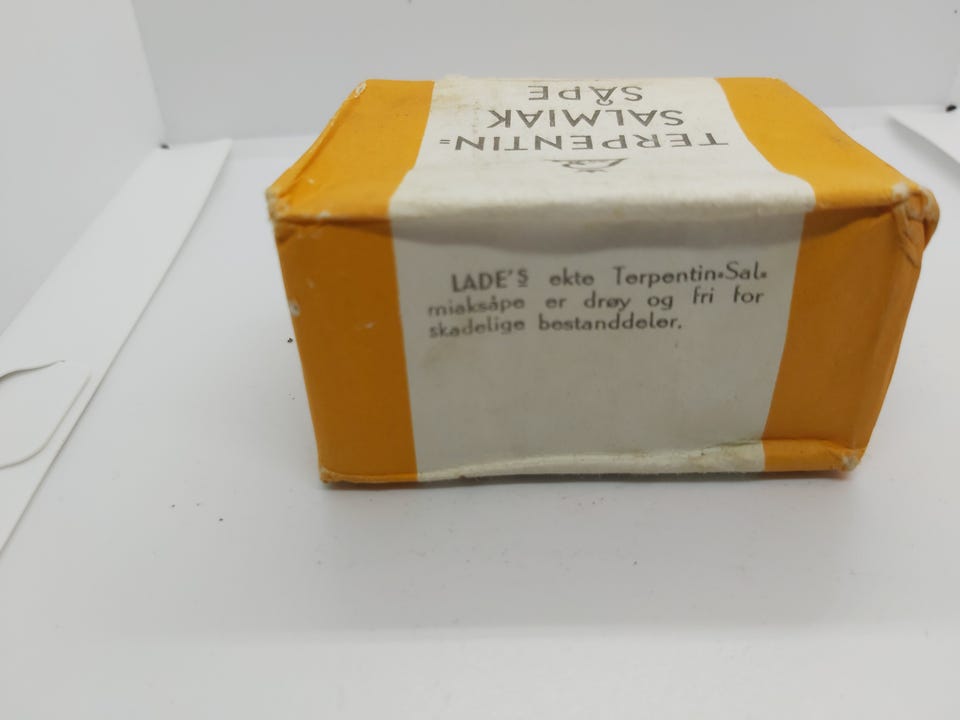 TERPENTIN=
SALMIAK
SÅPE
LADE'S ekte Terpentin=Sal=
miaksåpe er drøy og fri for
skadelige bestanddeler.